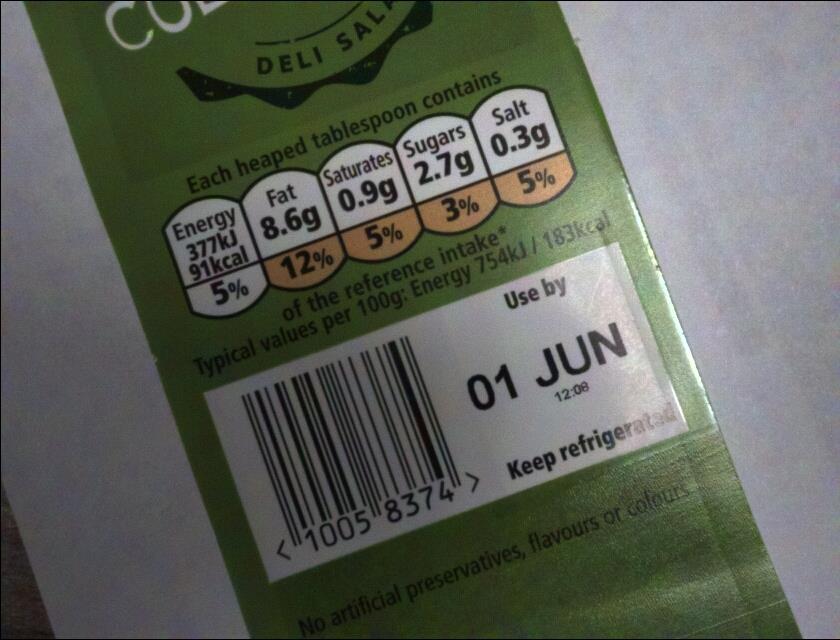 DELI
Each heaped tablespoon contains
Energy
377kJ
91kcal
5%
Fat
8.6g
12%
Saturates
0.9g
5%
Sugars
2.7g
3%
Salt
0.3g
5%
of the reference intake*
Typical values per 100g: Energy 754kJ / 183kcal
Use by
01 JUN
12:08
Keep refrigerated
< 1005 8374 >
No artificial preservatives, flavours or colours